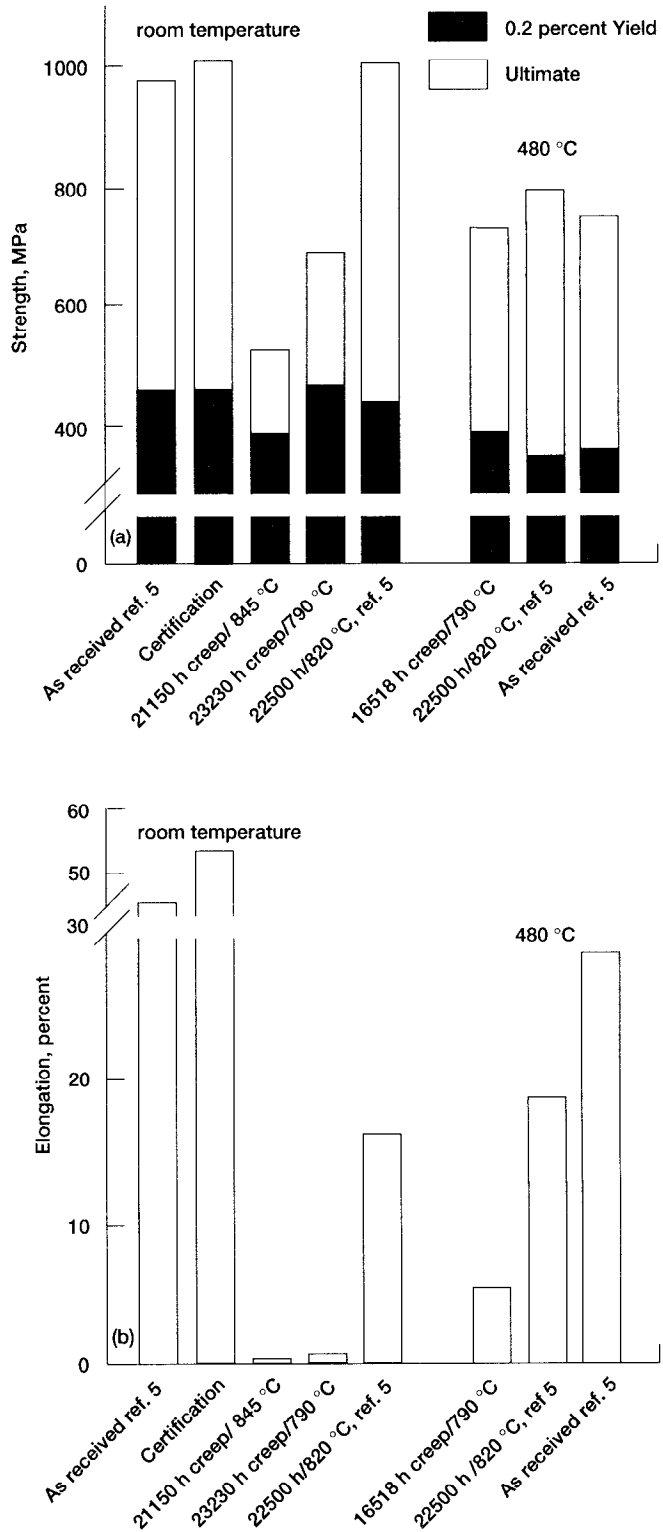 room temperature
0.2 percent Yield
Ultimate
480 °C
1000
800
600
400
0
Strength, MPa
(a)
As received ref. 5
Certification
21150 h creep/ 845 °C
23230 h creep/790 °C
22500 h/820 °C, ref. 5
16518 h creep/790 °C
22500 h/820 °C, ref 5
As received ref. 5
room temperature
480 °C
60
50
30
20
10
0
Elongation, percent
(b)
As received ref. 5
Certification
21150 h creep/ 845 °C
23230 h creep/790 °C
22500 h/820 °C, ref. 5
16518 h creep/790 °C
22500 h /820 °C, ref 5
As received ref. 5